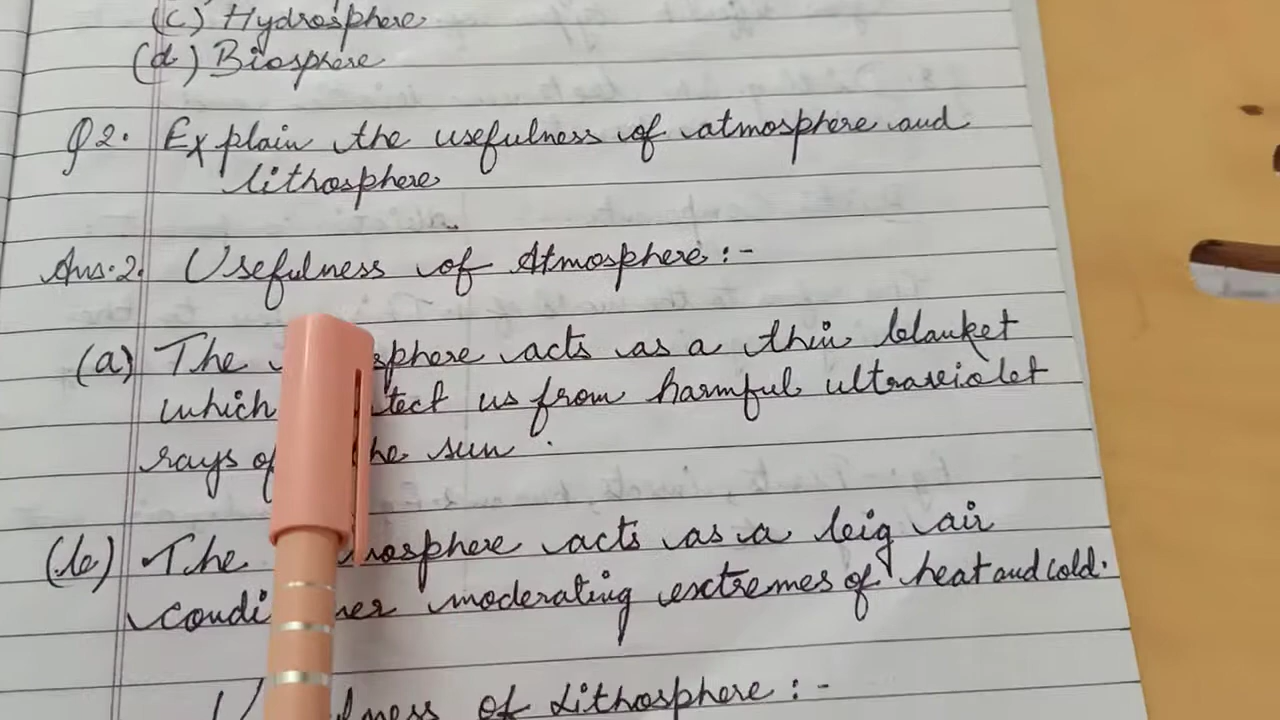 (c) Hydrosphere
(d) Biosphere
Q2. Explain the usefulness of atmosphere and
lithosphere
Ans.2. Usefulness of Atmosphere :-
(a) The sphere acts as a thin blanket
which tect us from harmful ultraviolet
rays of he sun.
(b) The mosphere acts as a big air
condi ner moderating extremes of heat and cold.
U lness of Lithosphere :-